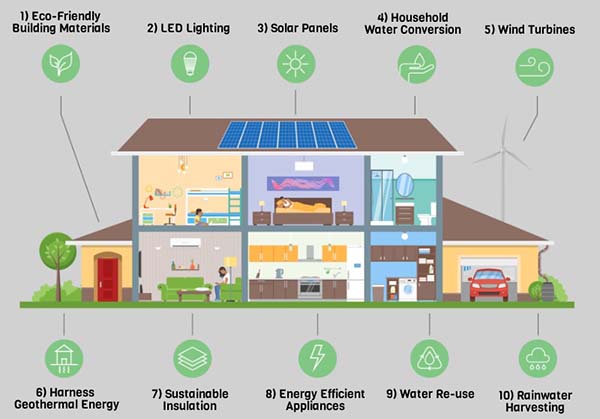 1) Eco-Friendly
Building Materials
2) LED Lighting
3) Solar Panels
4) Household
Water Conversion
5) Wind Turbines
6) Harness
Geothermal Energy
7) Sustainable
Insulation
8) Energy Efficient
Appliances
9) Water Re-use
10) Rainwater
Harvesting